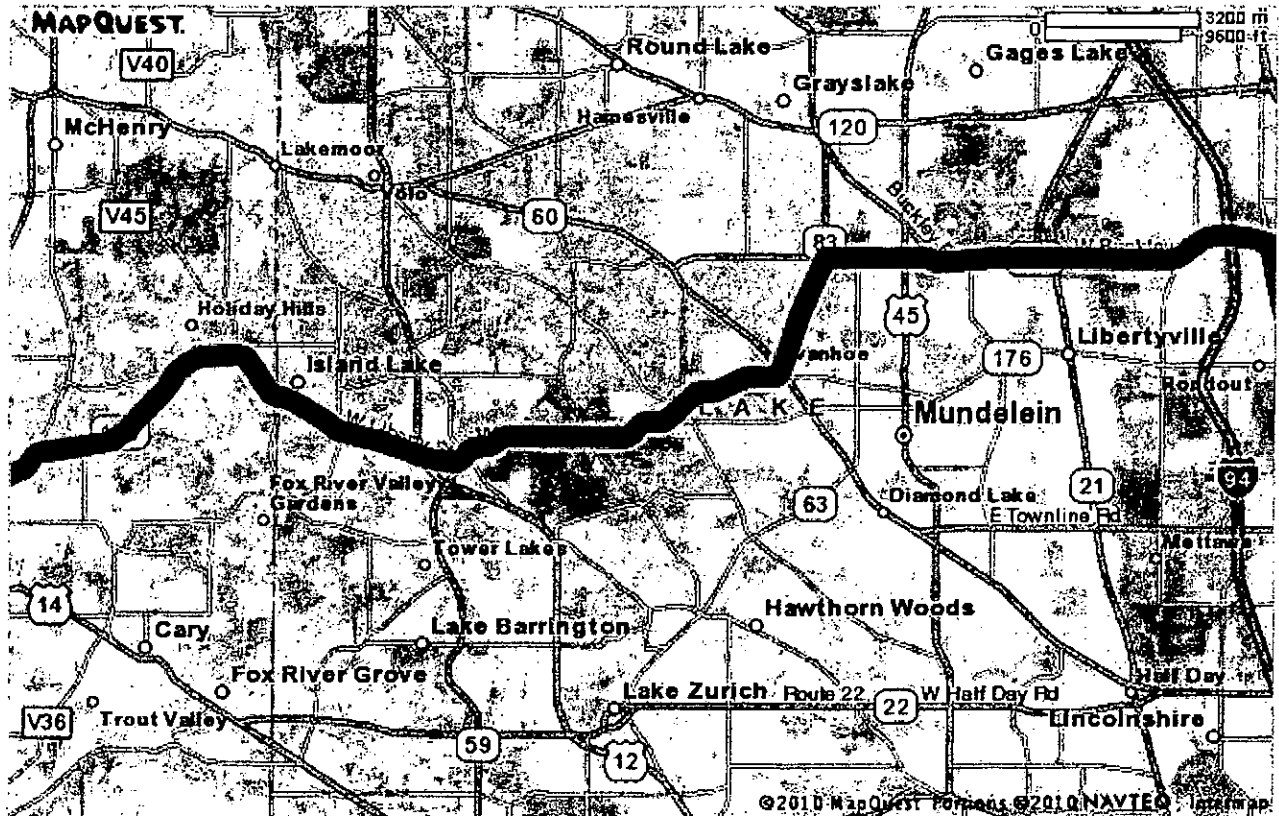 MAPQUEST.
3200 m
9600 ft
V40
Round Lake
Gages Lake
Grayslake
McHenry
Hainesville
120
Lakemoor
Volo
V45
60
83
Holiday Hills
45
Libertyville
Island Lake
Ivanhoe
176
Rondout
LAKE
Mundelein
Fox River Valley
Gardens
94
63
Diamond Lake
21
E Townline Rd
Mettawa
Tower Lakes
14
Hawthorn Woods
Cary
Lake Barrington
Fox River Grove
Half Day
Lake Zurich
Route 22
W Half Day Rd
22
V36
Trout Valley
Lincolnshire
59
12
©2010 MapQuest Portions ©2010 NAVTEQ, Intermap